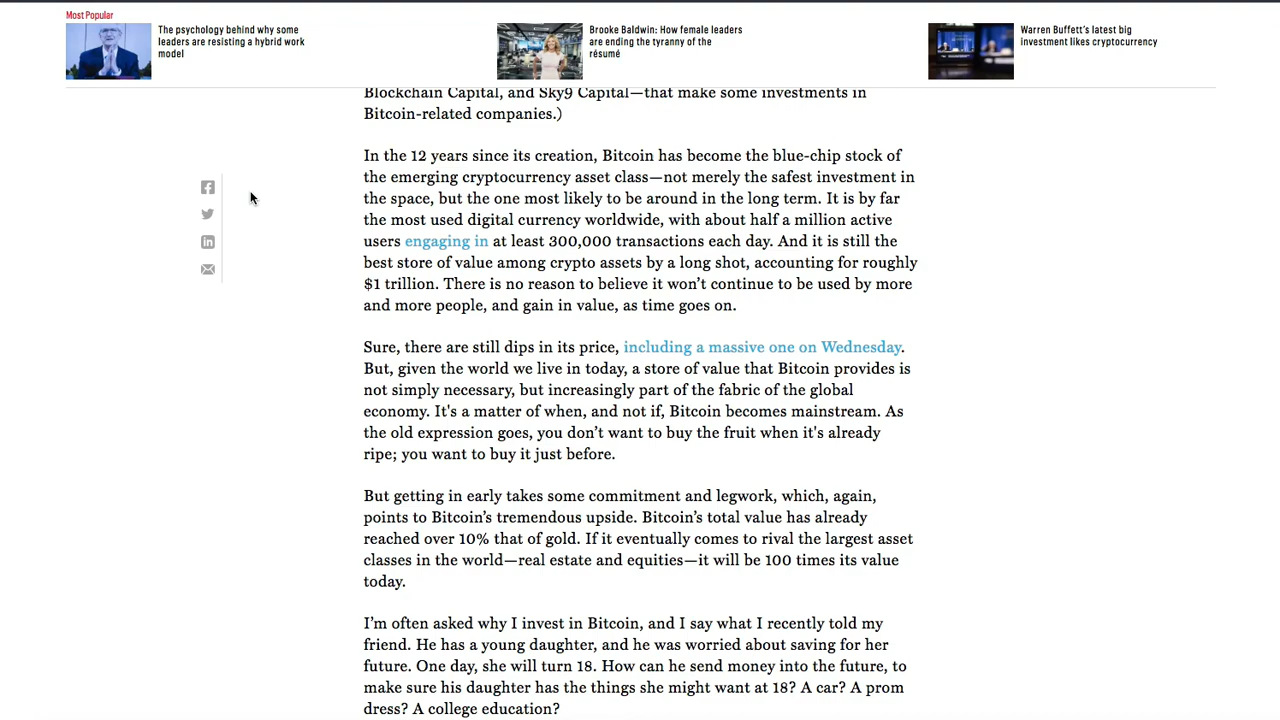 Most Popular
The psychology behind why some
leaders are resisting a hybrid work
model
Brooke Baldwin: How female leaders
are ending the tyranny of the
résumé
Warren Buffett’s latest big
investment likes cryptocurrency
Blockchain Capital, and Sky9 Capital—that make some investments in
Bitcoin-related companies.)
In the 12 years since its creation, Bitcoin has become the blue-chip stock of
the emerging cryptocurrency asset class—not merely the safest investment in
the space, but the one most likely to be around in the long term. It is by far
the most used digital currency worldwide, with about half a million active
users engaging in at least 300,000 transactions each day. And it is still the
best store of value among crypto assets by a long shot, accounting for roughly
$1 trillion. There is no reason to believe it won’t continue to be used by more
and more people, and gain in value, as time goes on.
Sure, there are still dips in its price, including a massive one on Wednesday.
But, given the world we live in today, a store of value that Bitcoin provides is
not simply necessary, but increasingly part of the fabric of the global
economy. It's a matter of when, and not if, Bitcoin becomes mainstream. As
the old expression goes, you don’t want to buy the fruit when it's already
ripe; you want to buy it just before.
But getting in early takes some commitment and legwork, which, again,
points to Bitcoin’s tremendous upside. Bitcoin’s total value has already
reached over 10% that of gold. If it eventually comes to rival the largest asset
classes in the world—real estate and equities—it will be 100 times its value
today.
I’m often asked why I invest in Bitcoin, and I say what I recently told my
friend. He has a young daughter, and he was worried about saving for her
future. One day, she will turn 18. How can he send money into the future, to
make sure his daughter has the things she might want at 18? A car? A prom
dress? A college education?